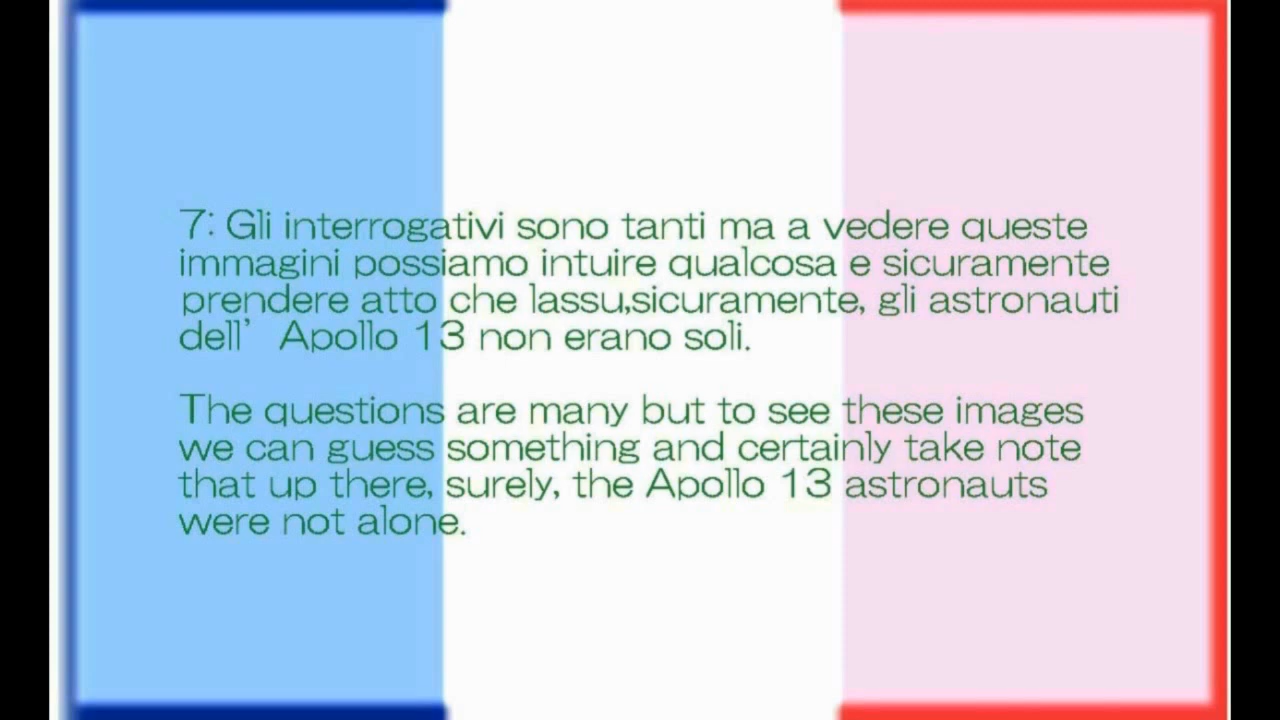 7: Gli interrogativi sono tanti ma a vedere queste
immagini possiamo intuire qualcosa e sicuramente
prendere atto che lassu,sicuramente, gli astronauti
dell’ Apollo 13 non erano soli.
The questions are many but to see these images
we can guess something and certainly take note
that up there, surely, the Apollo 13 astronauts
were not alone.